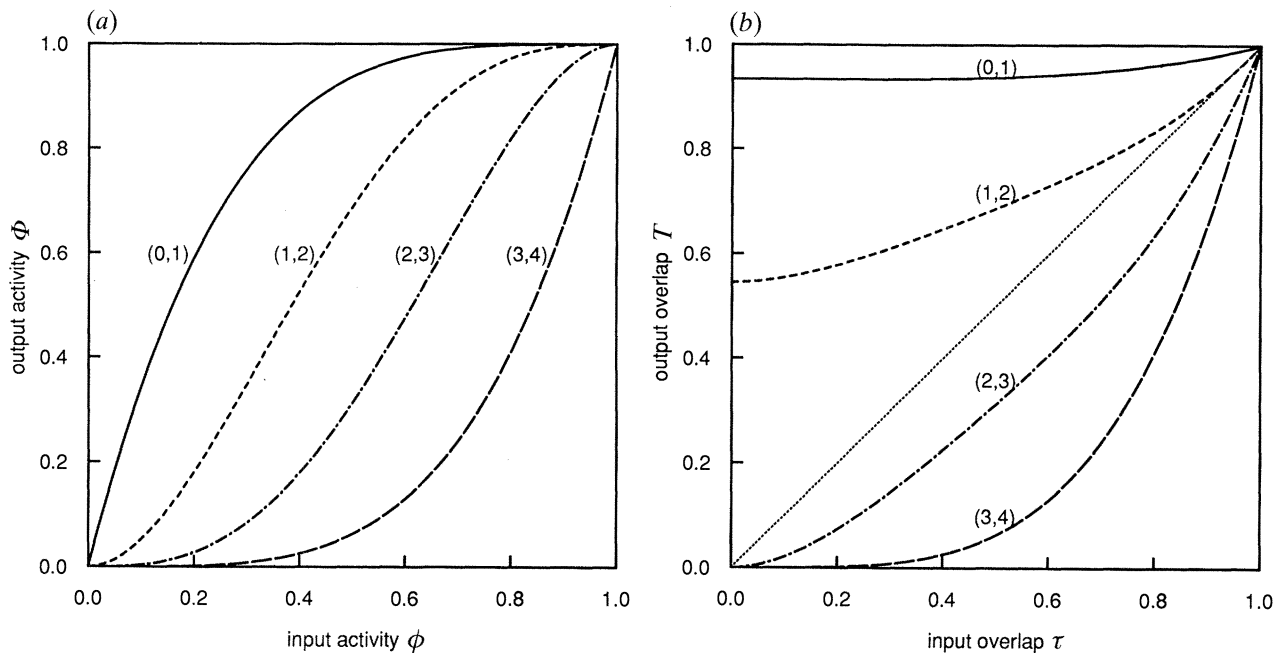 (a)
1.0
0.8
0.6
0.4
0.2
0.0
output activity Φ
(0,1)
(1,2)
(2,3)
(3,4)
0.0 0.2 0.4 0.6 0.8 1.0
input activity ϕ
(b)
1.0
0.8
0.6
0.4
0.2
0.0
output overlap T
(0,1)
(1,2)
(2,3)
(3,4)
0.0 0.2 0.4 0.6 0.8 1.0
input overlap τ